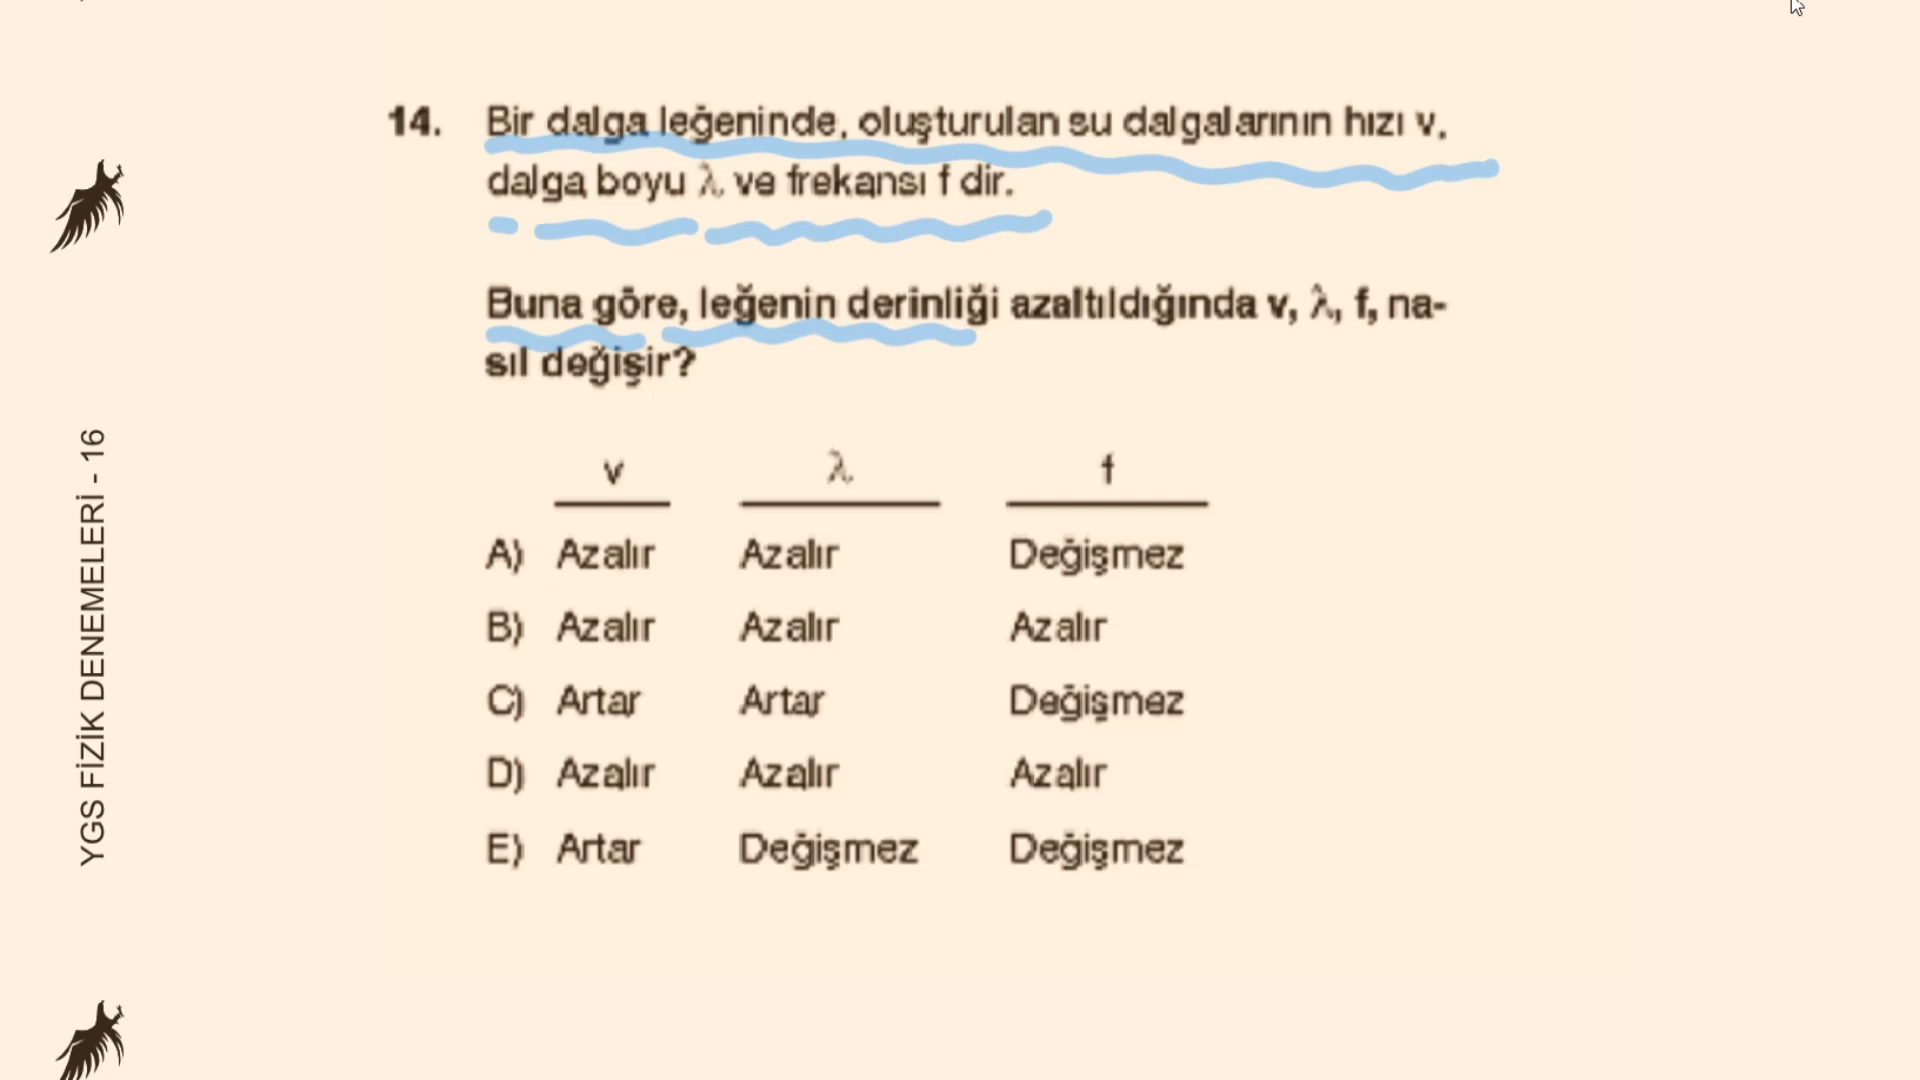 YGS FİZİK DENEMELERİ - 16
14. Bir dalga leğeninde, oluşturulan su dalgalarının hızı v,
dalga boyu λ ve frekansı f dir.
Buna göre, leğenin derinliği azaltıldığında v, λ, f, na-
sıl değişir?
v λ f
A) Azalır Azalır Değişmez
B) Azalır Azalır Azalır
C) Artar Artar Değişmez
D) Azalır Azalır Azalır
E) Artar Değişmez Değişmez